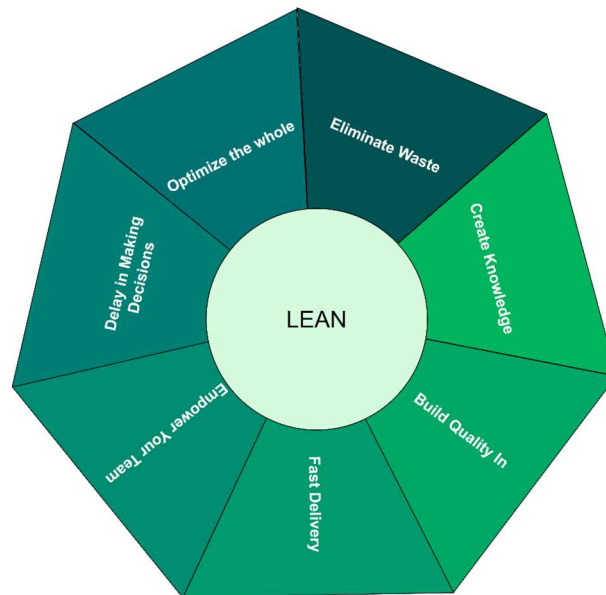 Eliminate Waste
Create Knowledge
Build Quality In
Fast Delivery
Empower Your Team
Delay in Making
Decisions
Optimize the whole
LEAN